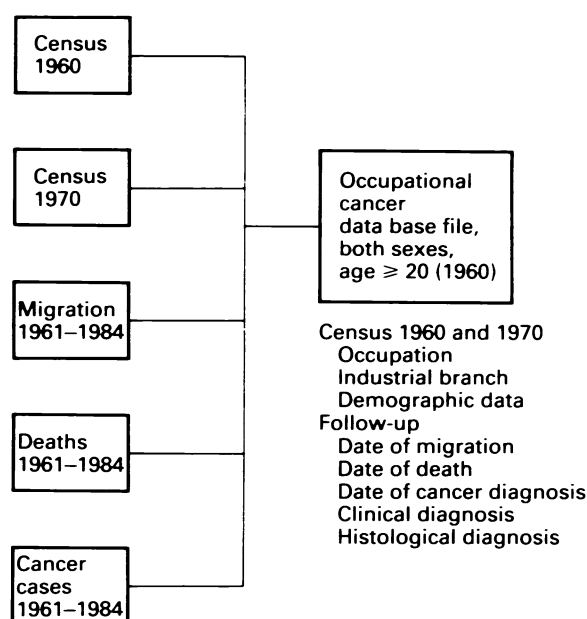 Census
1960
Census
1970
Migration
1961–1984
Deaths
1961–1984
Cancer
cases
1961–1984
Occupational
cancer
data base file,
both sexes,
age ⩾ 20 (1960)
Census 1960 and 1970
Occupation
Industrial branch
Demographic data
Follow-up
Date of migration
Date of death
Date of cancer diagnosis
Clinical diagnosis
Histological diagnosis